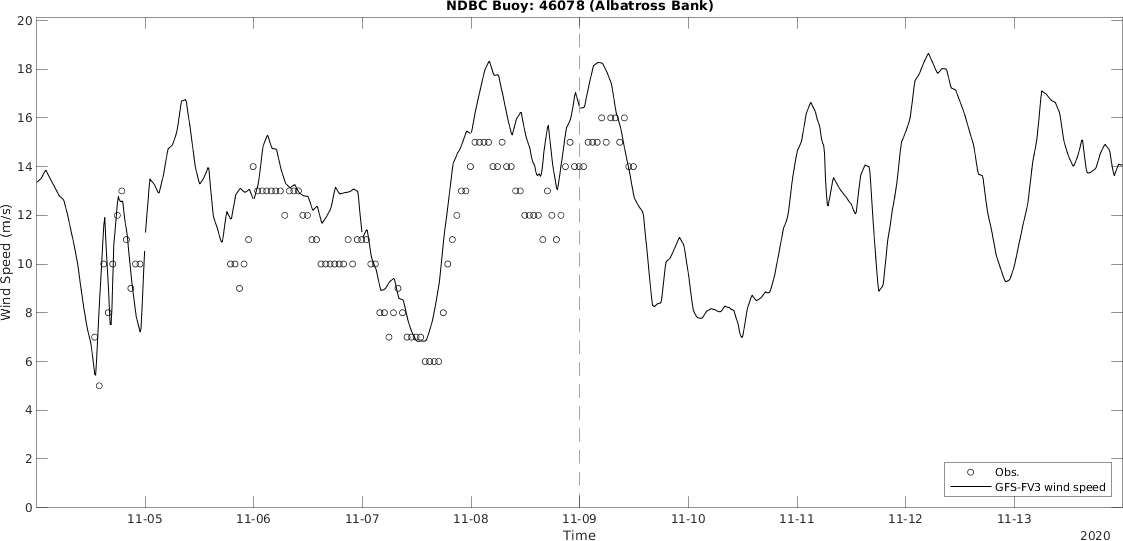 NDBC Buoy: 46078 (Albatross Bank)
20
18
16
14
12
10
8
6
4
2
0
Wind Speed (m/s)
11-05 11-06 11-07 11-08 11-09 11-10 11-11 11-12 11-13
Time
2020
Obs.
GFS-FV3 wind speed